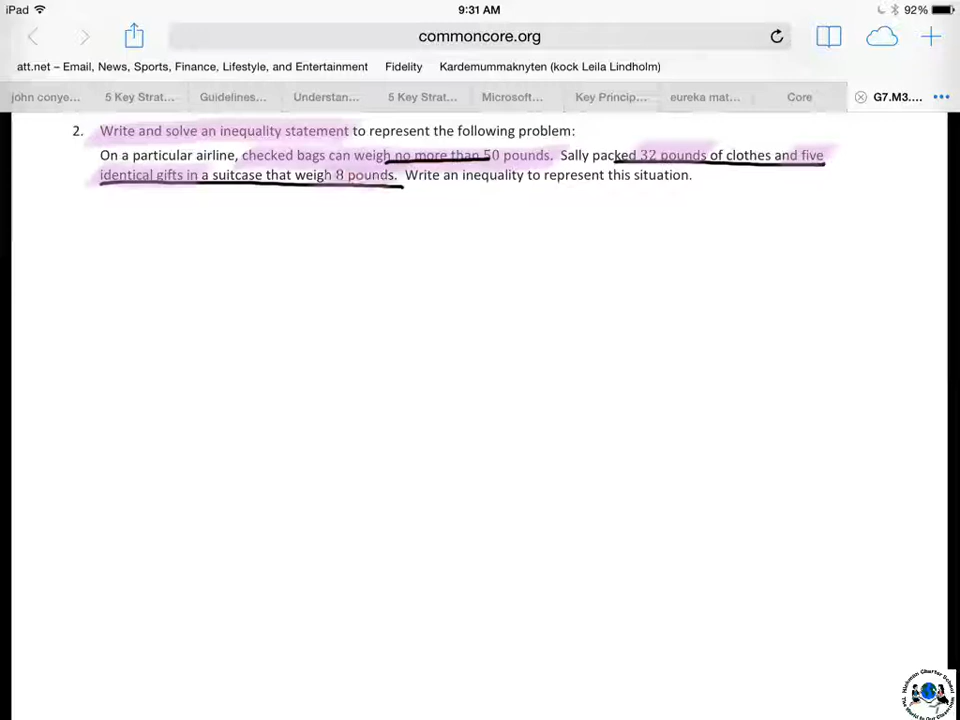 iPad 9:31 AM 92%
commoncore.org
att.net – Email, News, Sports, Finance, Lifestyle, and Entertainment Fidelity Kardemummaknyten (kock Leila Lindholm)
john conye... 5 Key Strat... Guidelines... Understan... 5 Key Strat... Microsoft... Key Princip... eureka mat... Core G7.M3....
2. Write and solve an inequality statement to represent the following problem:
On a particular airline, checked bags can weigh no more than 50 pounds. Sally packed 32 pounds of clothes and five
identical gifts in a suitcase that weigh 8 pounds. Write an inequality to represent this situation.
Hickman Charter School